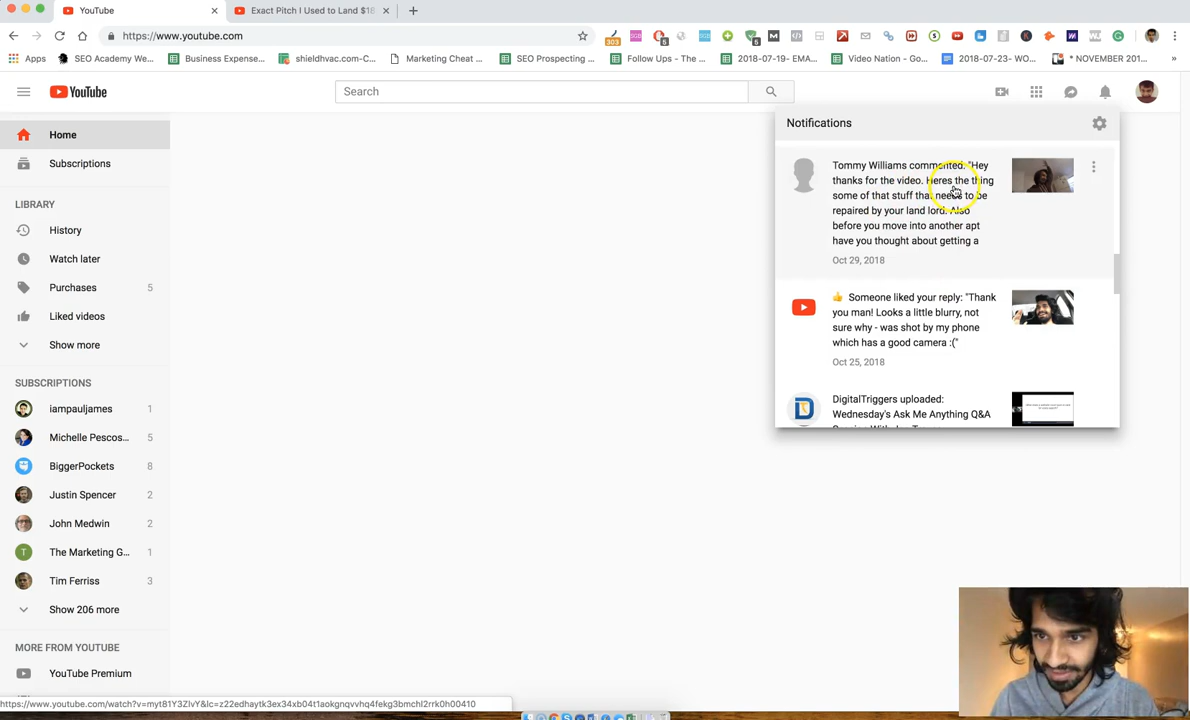 YouTube
Exact Pitch I Used to Land $18
https://www.youtube.com
Apps
SEO Academy We...
Business Expense...
shieldhvac.com-C...
Marketing Cheat ...
SEO Prospecting ...
Follow Ups - The ...
2018-07-19- EMA...
Video Nation - Go...
2018-07-23- WO...
* NOVEMBER 201...
YouTube
Search
Home
Subscriptions
LIBRARY
History
Watch later
Purchases 5
Liked videos
Show more
SUBSCRIPTIONS
iampauljames 1
Michelle Pescos... 5
BiggerPockets 8
Justin Spencer 2
John Medwin 2
T The Marketing G... 1
Tim Ferriss 3
Show 206 more
MORE FROM YOUTUBE
YouTube Premium
Notifications
Tommy Williams commented: "Hey
thanks for the video. Heres the thing
some of that stuff that needs to be
repaired by your land lord. Also
before you move into another apt
have you thought about getting a
Oct 29, 2018
👍 Someone liked your reply: "Thank
you man! Looks a little blurry, not
sure why - was shot by my phone
which has a good camera :("
Oct 25, 2018
DigitalTriggers uploaded:
Wednesday's Ask Me Anything Q&A
https://www.youtube.com/watch?v=myt81Y3ZlvY&lc=z22edhaytk3ex34xb04t1aokgnqvvhq4fekg3bmchl2rrk0h00410